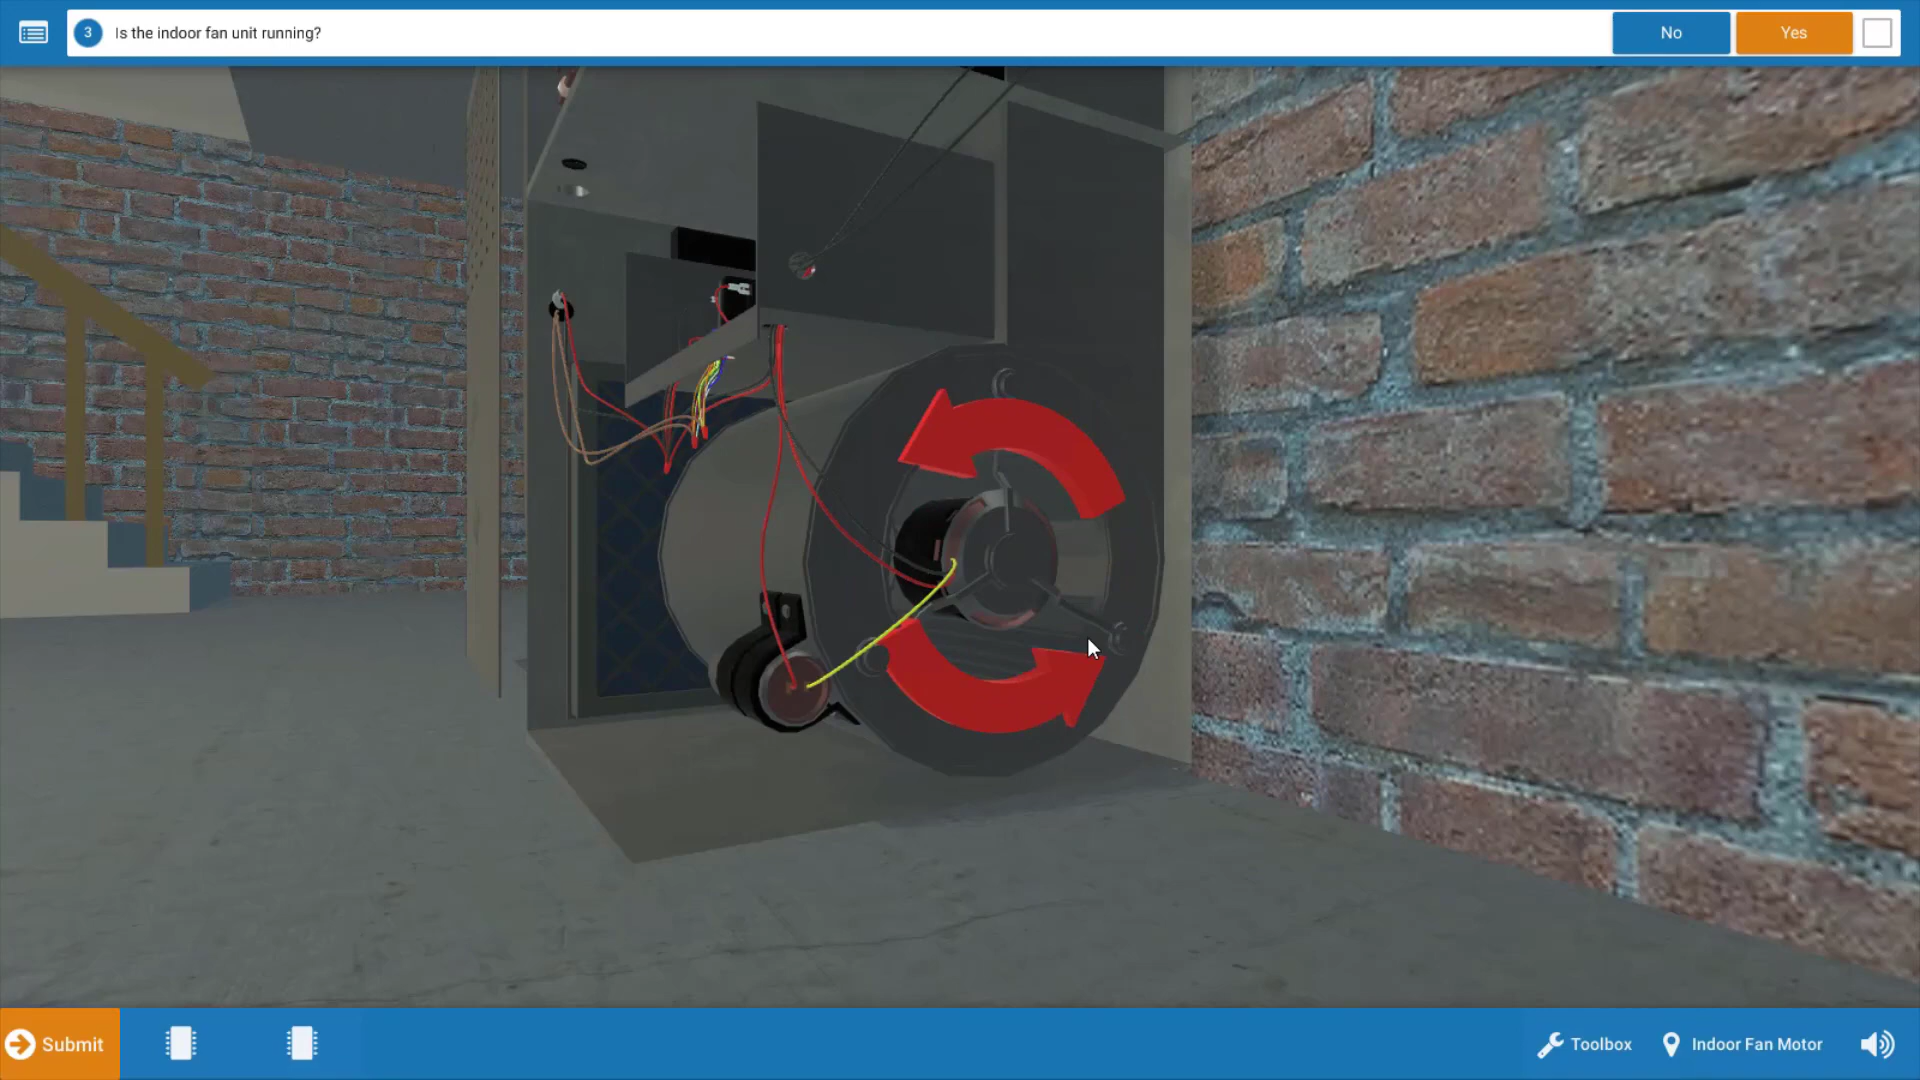 3 Is the indoor fan unit running?
No
Yes
Submit
Toolbox
Indoor Fan Motor